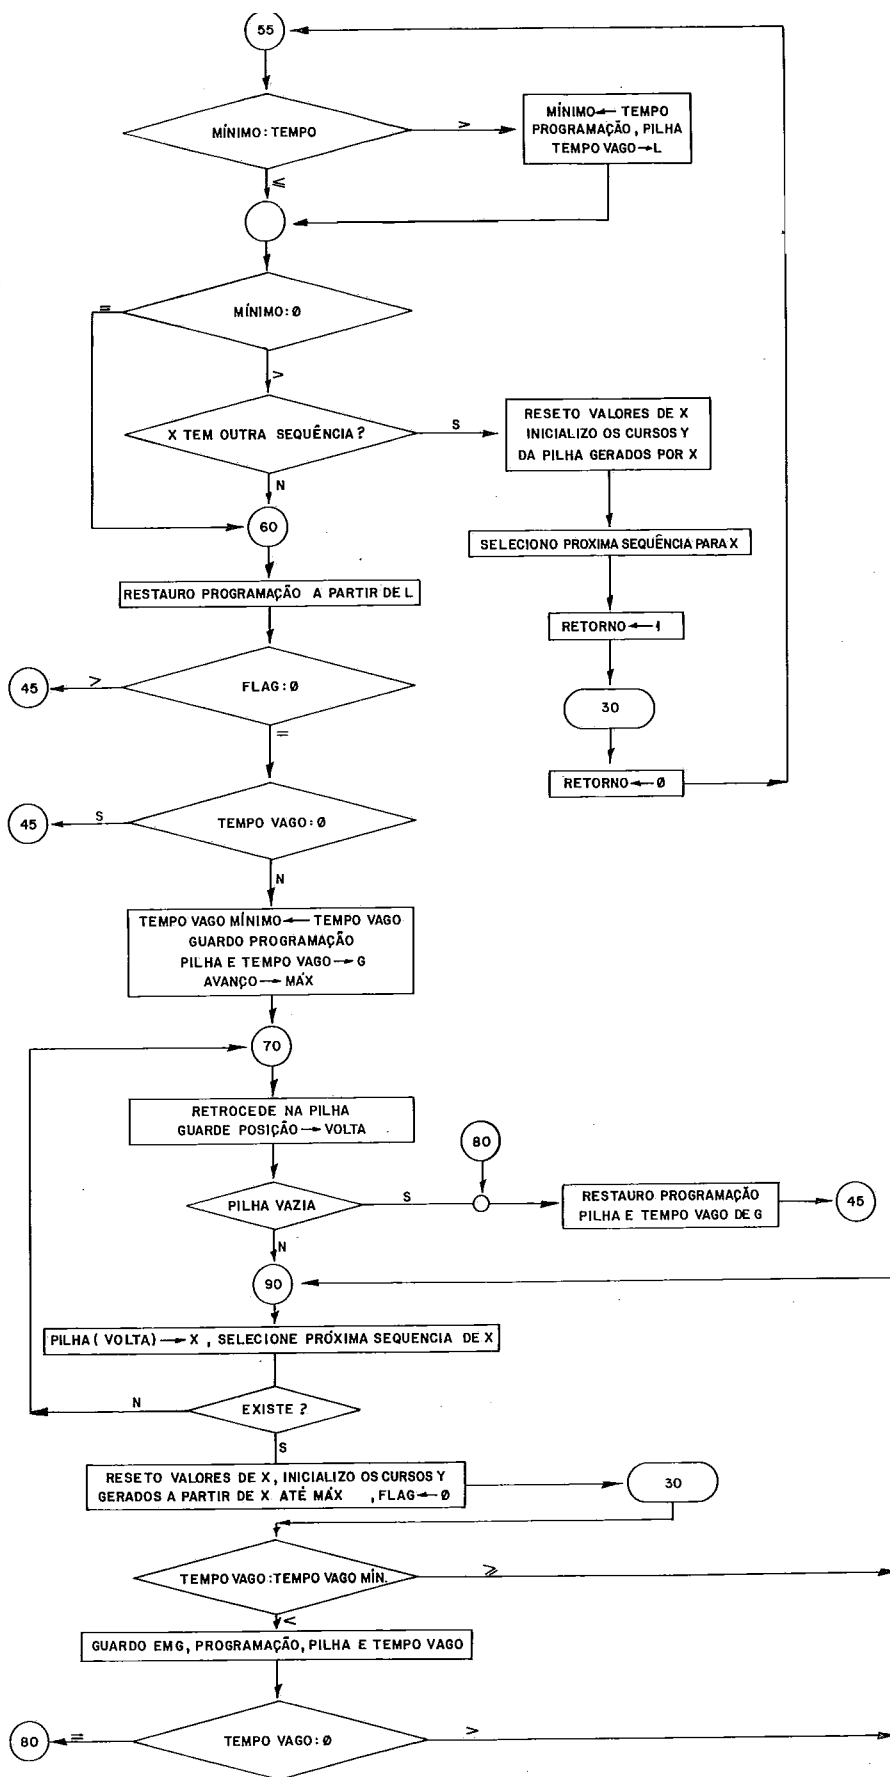 55
MÍNIMO:TEMPO
>
MÍNIMO← TEMPO
PROGRAMAÇÃO, PILHA
TEMPO VAGO→L
≤
MÍNIMO:Ø
=
>
X TEM OUTRA SEQUÊNCIA?
S
RESETO VALORES DE X
INICIALIZO OS CURSOS Y
DA PILHA GERADOS POR X
N
60
SELECIONO PROXIMA SEQUÊNCIA PARA X
RESTAURO PROGRAMAÇÃO A PARTIR DE L
RETORNO←1
FLAG:Ø
>
45
30
=
RETORNO←Ø
TEMPO VAGO:Ø
S
45
N
TEMPO VAGO MÍNIMO← TEMPO VAGO
GUARDO PROGRAMAÇÃO
PILHA E TEMPO VAGO→G
AVANÇO→MÁX
70
RETROCEDE NA PILHA
GUARDE POSIÇÃO→VOLTA
80
PILHA VAZIA
S
RESTAURO PROGRAMAÇÃO
PILHA E TEMPO VAGO DE G
45
N
90
PILHA(VOLTA)→X, SELECIONE PRÓXIMA SEQUENCIA DE X
EXISTE?
N
S
RESETO VALORES DE X, INICIALIZO OS CURSOS Y
GERADOS A PARTIR DE X ATÉ MÁX , FLAG←Ø
30
TEMPO VAGO:TEMPO VAGO MÍN.
≥
<
GUARDO EM G, PROGRAMAÇÃO, PILHA E TEMPO VAGO
TEMPO VAGO:Ø
=
80
>